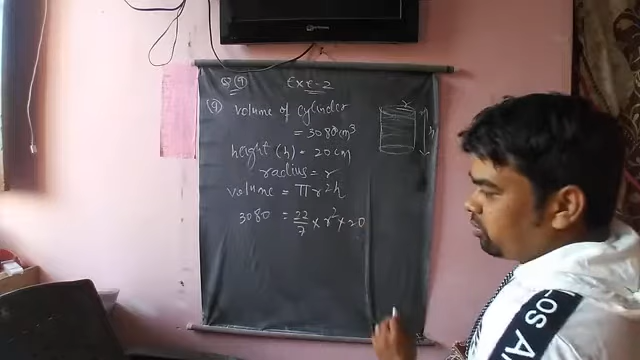 Q(9) Exe-2
(9) volume of cylinder
= 3080 cm³
height (h) = 20 cm
radius = r
volume = πr²h
3080 = 22/7 × r² × 20
r
h
LOS A